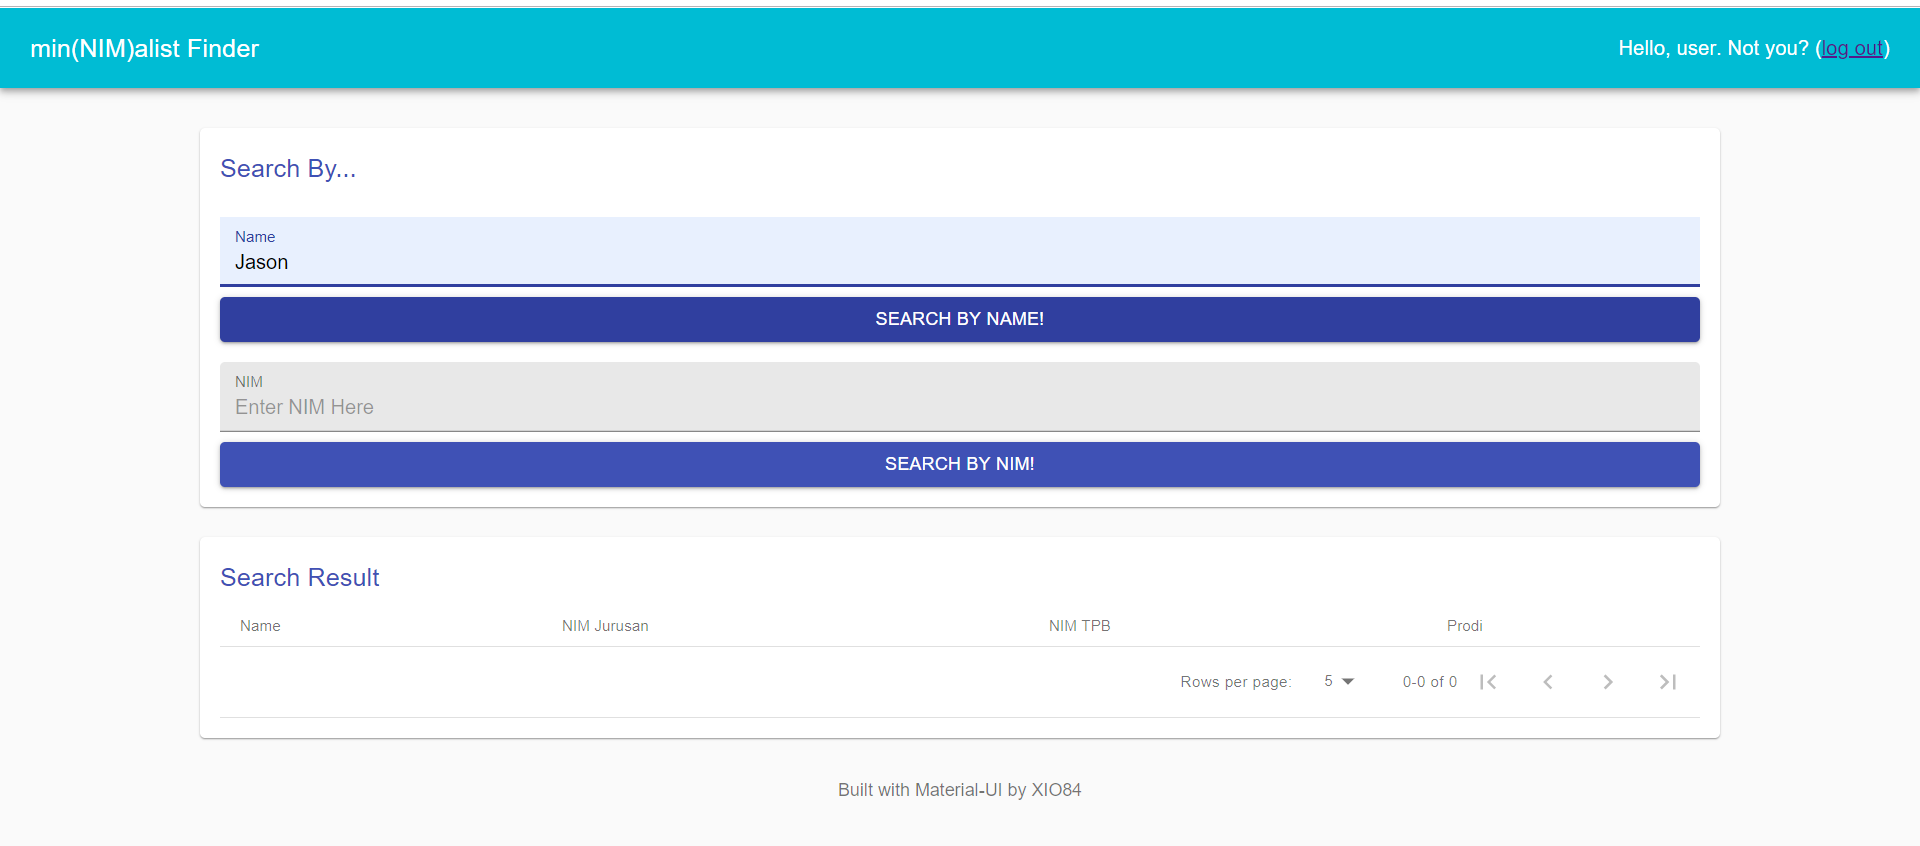 min(NIM)alist Finder
Hello, user. Not you? (log out)
Search By...
Name
Jason
SEARCH BY NAME!
NIM
Enter NIM Here
SEARCH BY NIM!
Search Result
Name NIM Jurusan NIM TPB Prodi
Rows per page: 5 0-0 of 0
Built with Material-UI by XIO84